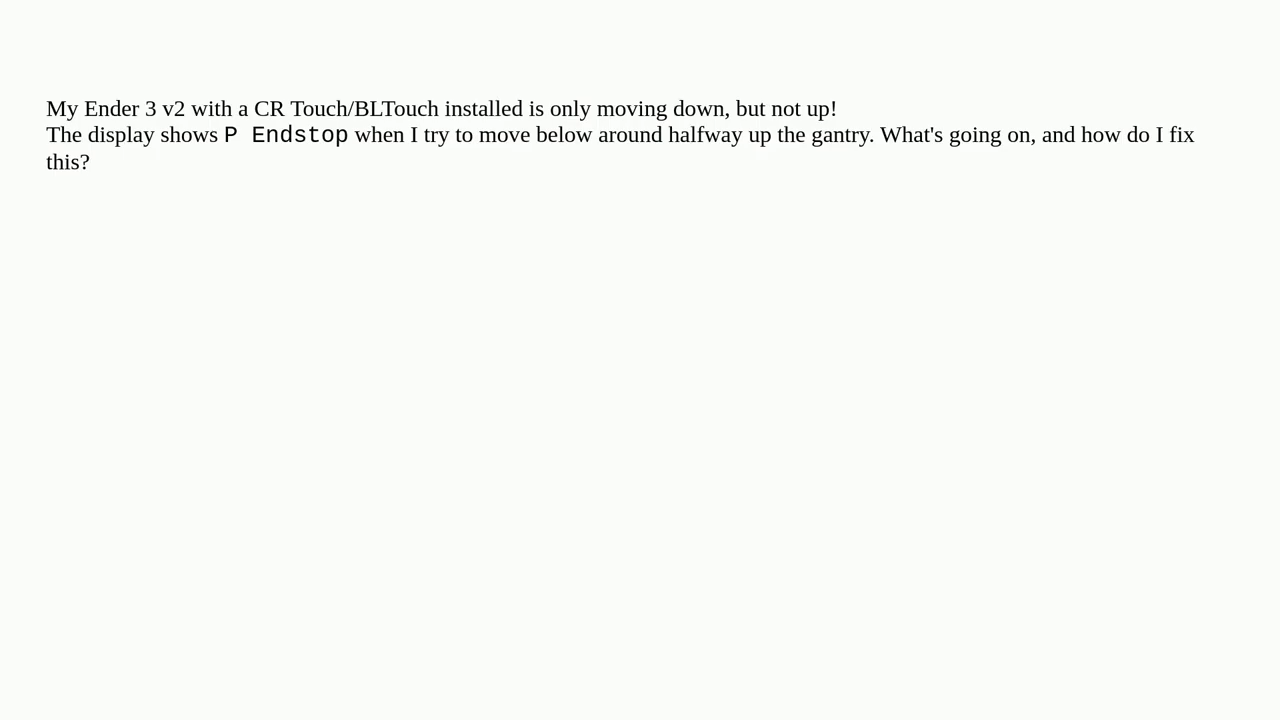 My Ender 3 v2 with a CR Touch/BLTouch installed is only moving down, but not up!
The display shows P Endstop when I try to move below around halfway up the gantry. What's going on, and how do I fix
this?